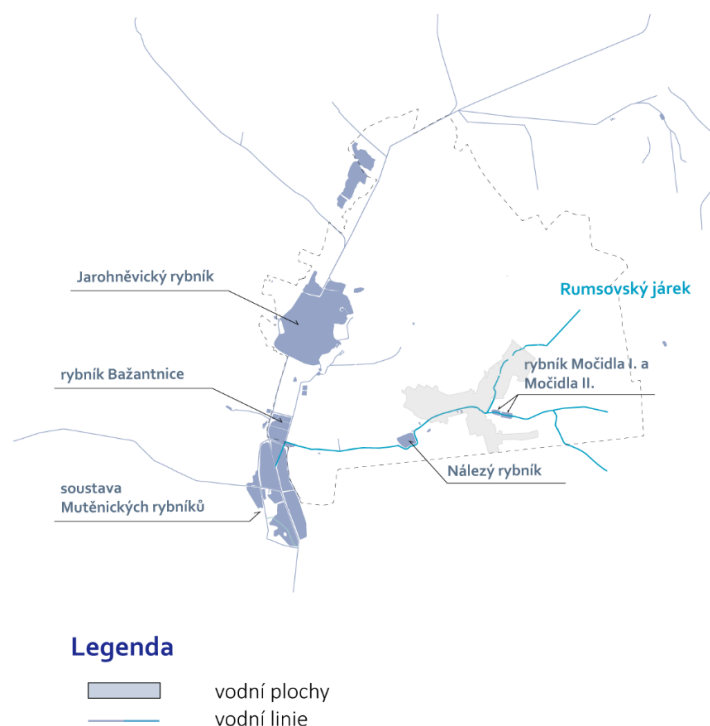 Jarohněvický rybník
Rumsovský járek
rybník Močidla I. a
Močidla II.
rybník Bažantnice
Nálezý rybník
soustava
Mutěnických rybníků
Legenda
vodní plochy
vodní linie